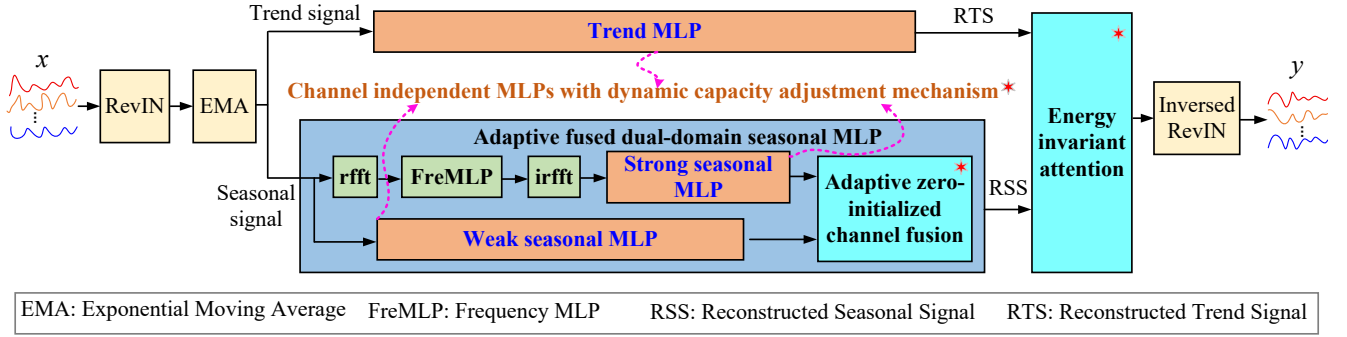 Trend signal
Trend MLP
RTS
x
RevIN
EMA
Channel independent MLPs with dynamic capacity adjustment mechanism
Adaptive fused dual-domain seasonal MLP
Seasonal
signal
rfft
FreMLP
irfft
Strong seasonal
MLP
Weak seasonal MLP
Adaptive zero-
initialized
channel fusion
RSS
Energy
invariant
attention
Inversed
RevIN
y
EMA: Exponential Moving Average
FreMLP: Frequency MLP
RSS: Reconstructed Seasonal Signal
RTS: Reconstructed Trend Signal